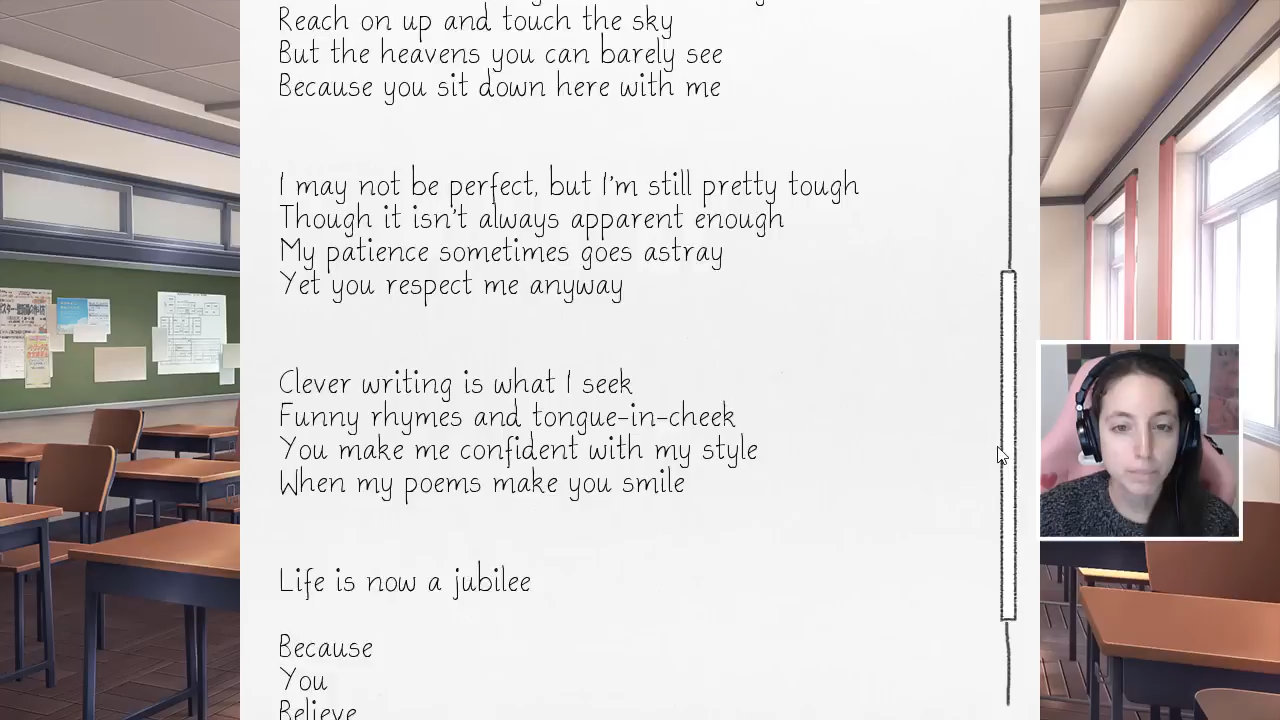 Reach on up and touch the sky
But the heavens you can barely see
Because you sit down here with me
I may not be perfect, but I'm still pretty tough
Though it isn't always apparent enough
My patience sometimes goes astray
Yet you respect me anyway
Clever writing is what I seek
Funny rhymes and tongue-in-cheek
You make me confident with my style
When my poems make you smile
Life is now a jubilee
Because
You
Believe